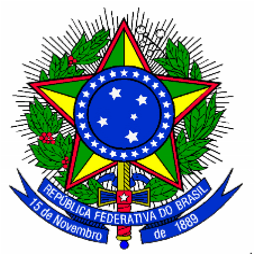 REPÚBLICA FEDERATIVA DO BRASIL
15 de Novembro de 1889